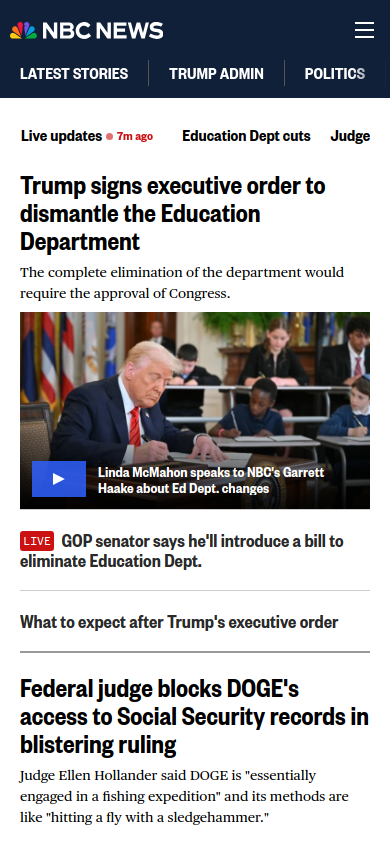 NBC NEWS
LATEST STORIES
TRUMP ADMIN
POLITICS
Live updates
7m ago
Education Dept cuts
Judge
Trump signs executive order to
dismantle the Education
Department
The complete elimination of the department would
require the approval of Congress.
Linda McMahon speaks to NBC's Garrett
Haake about Ed Dept. changes
LIVE GOP senator says he'll introduce a bill to
eliminate Education Dept.
What to expect after Trump's executive order
Federal judge blocks DOGE's
access to Social Security records in
blistering ruling
Judge Ellen Hollander said DOGE is "essentially
engaged in a fishing expedition" and its methods are
like "hitting a fly with a sledgehammer."